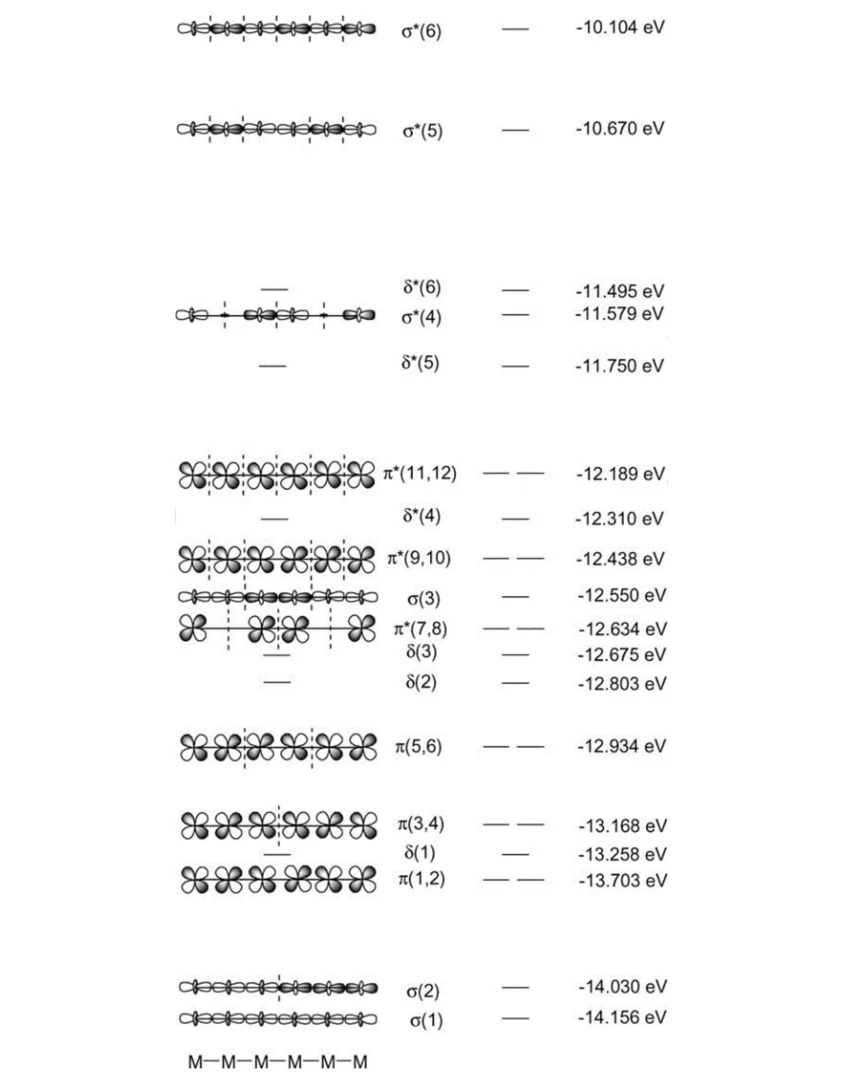 σ*(6) -10.104 eV
σ*(5) -10.670 eV
δ*(6) -11.495 eV
σ*(4) -11.579 eV
δ*(5) -11.750 eV
π*(11,12) -12.189 eV
δ*(4) -12.310 eV
π*(9,10) -12.438 eV
σ(3) -12.550 eV
π*(7,8) -12.634 eV
δ(3) -12.675 eV
δ(2) -12.803 eV
π(5,6) -12.934 eV
π(3,4) -13.168 eV
δ(1) -13.258 eV
π(1,2) -13.703 eV
σ(2) -14.030 eV
σ(1) -14.156 eV
M—M—M—M—M—M